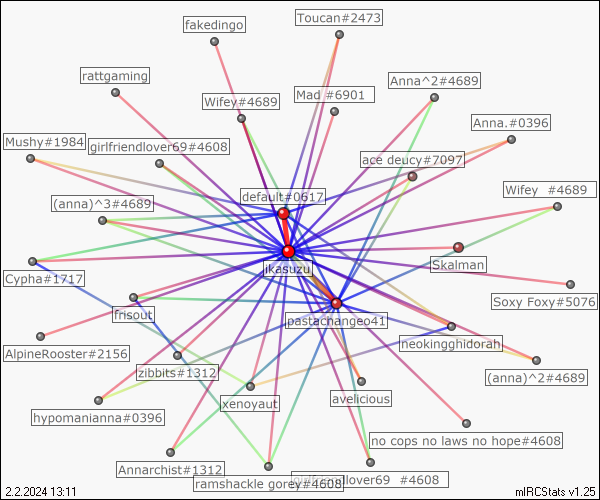 Toucan#2473
fakedingo
rattgaming
Anna^2#4689
Mad #6901
Wifey#4689
Anna.#0396
Mushy#1984
girlfriendlover69#4608
ace deucy#7097
default#0617
Wifey #4689
(anna)^3#4689
Skalman
ikasuzu
Cypha#1717
Soxy Foxy#5076
frisout
pastachangeo41
neokingghidorah
AlpineRooster#2156
zibbits#1312
(anna)^2#4689
avelicious
xenoyaut
hypomanianna#0396
no cops no laws no hope#4608
Annarchist#1312
girlfriendlover69 #4608
ramshackle gorey#4608
2.2.2024 13:11
mIRCStats v1.25